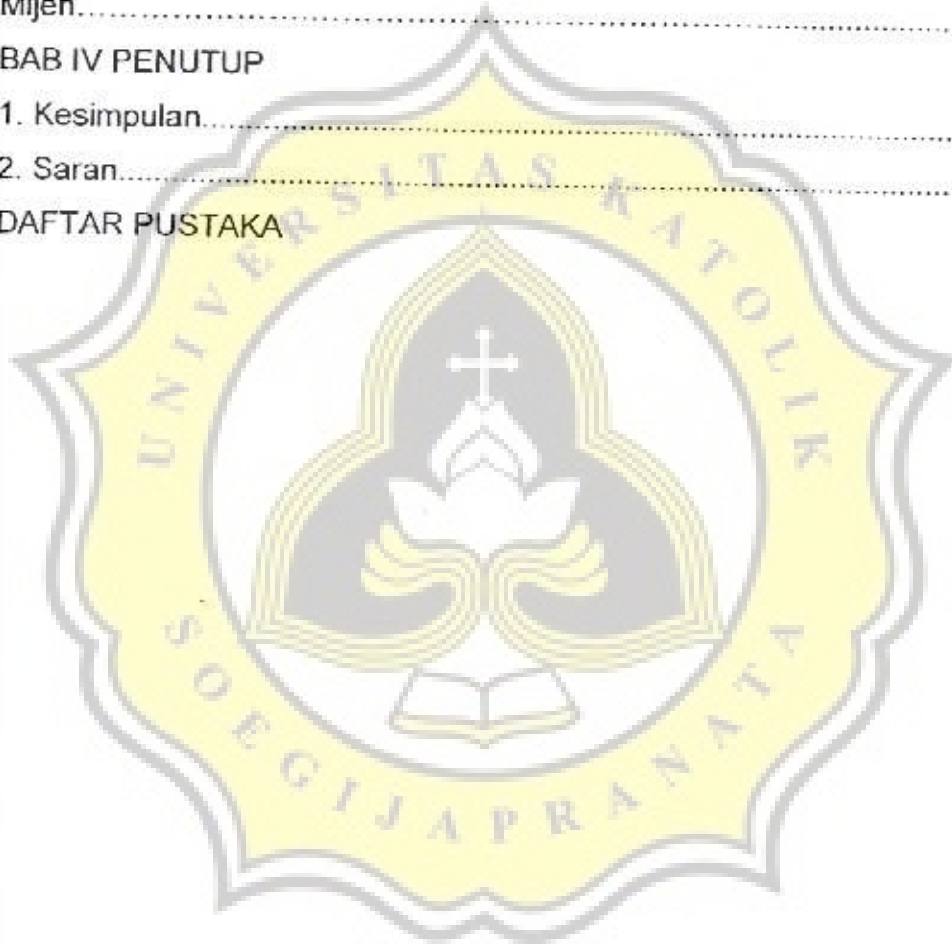 Mijen..........
BAB IV PENUTUP
1. Kesimpulan..........
2. Saran..........
DAFTAR PUSTAKA
UNIVERSITAS KATOLIK
SOEGIJAPRANATA